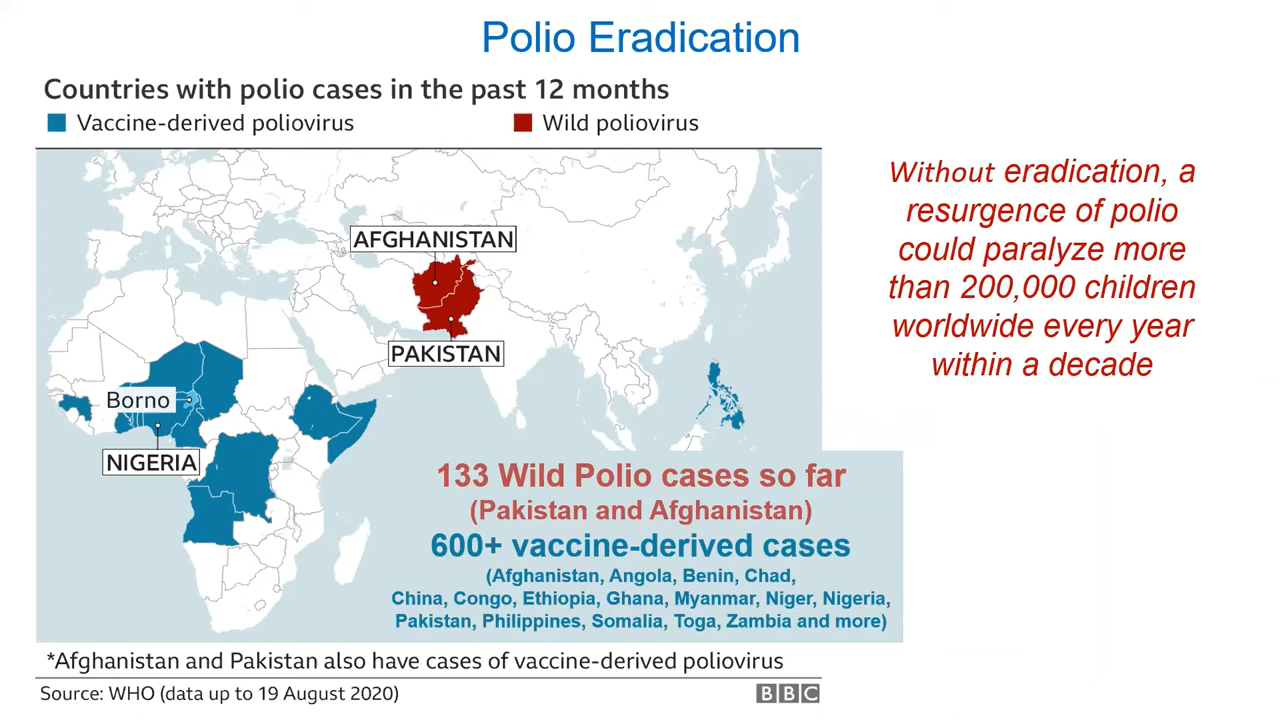 Polio Eradication
Countries with polio cases in the past 12 months
Vaccine-derived poliovirus
Wild poliovirus
Without eradication, a
resurgence of polio
could paralyze more
than 200,000 children
worldwide every year
within a decade
AFGHANISTAN
PAKISTAN
Borno
NIGERIA
133 Wild Polio cases so far
(Pakistan and Afghanistan)
600+ vaccine-derived cases
(Afghanistan, Angola, Benin, Chad,
China, Congo, Ethiopia, Ghana, Myanmar, Niger, Nigeria,
Pakistan, Philippines, Somalia, Toga, Zambia and more)
*Afghanistan and Pakistan also have cases of vaccine-derived poliovirus
Source: WHO (data up to 19 August 2020)
BBC